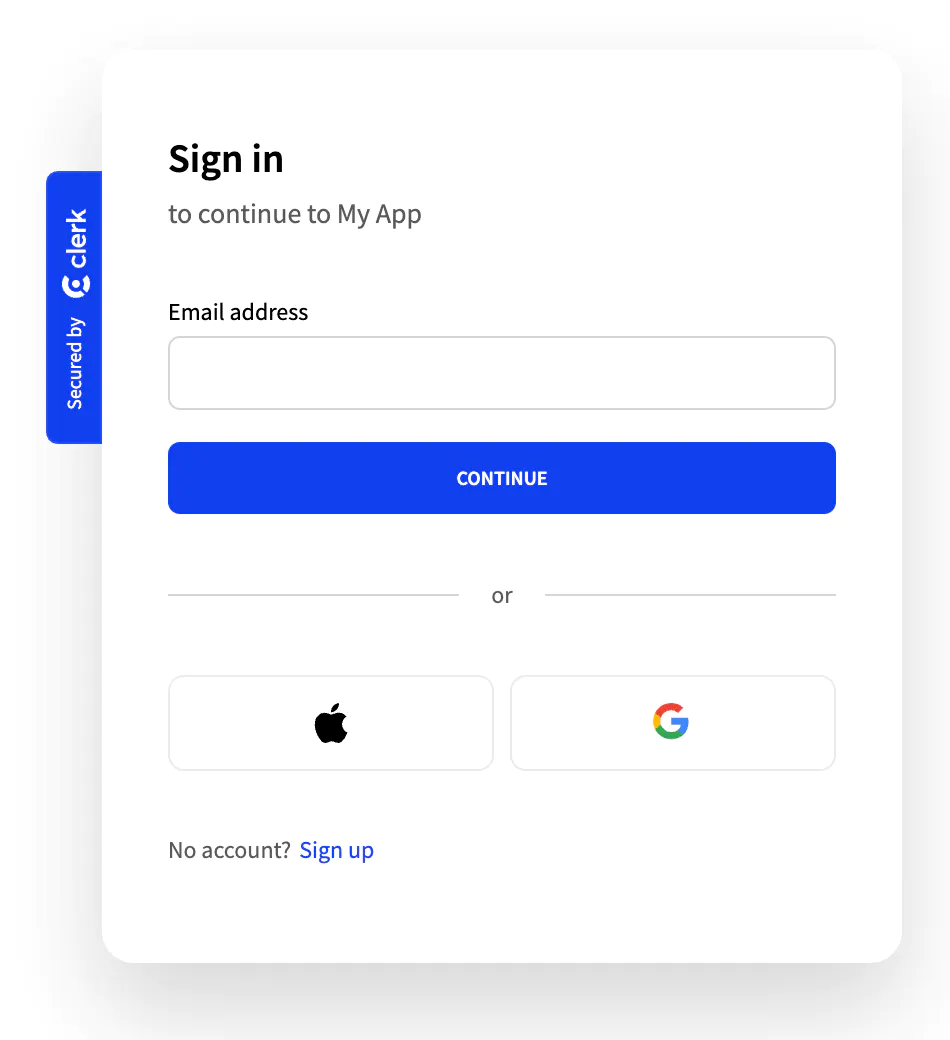 Sign in
to continue to My App
Secured by clerk
Email address
CONTINUE
or
No account? Sign up